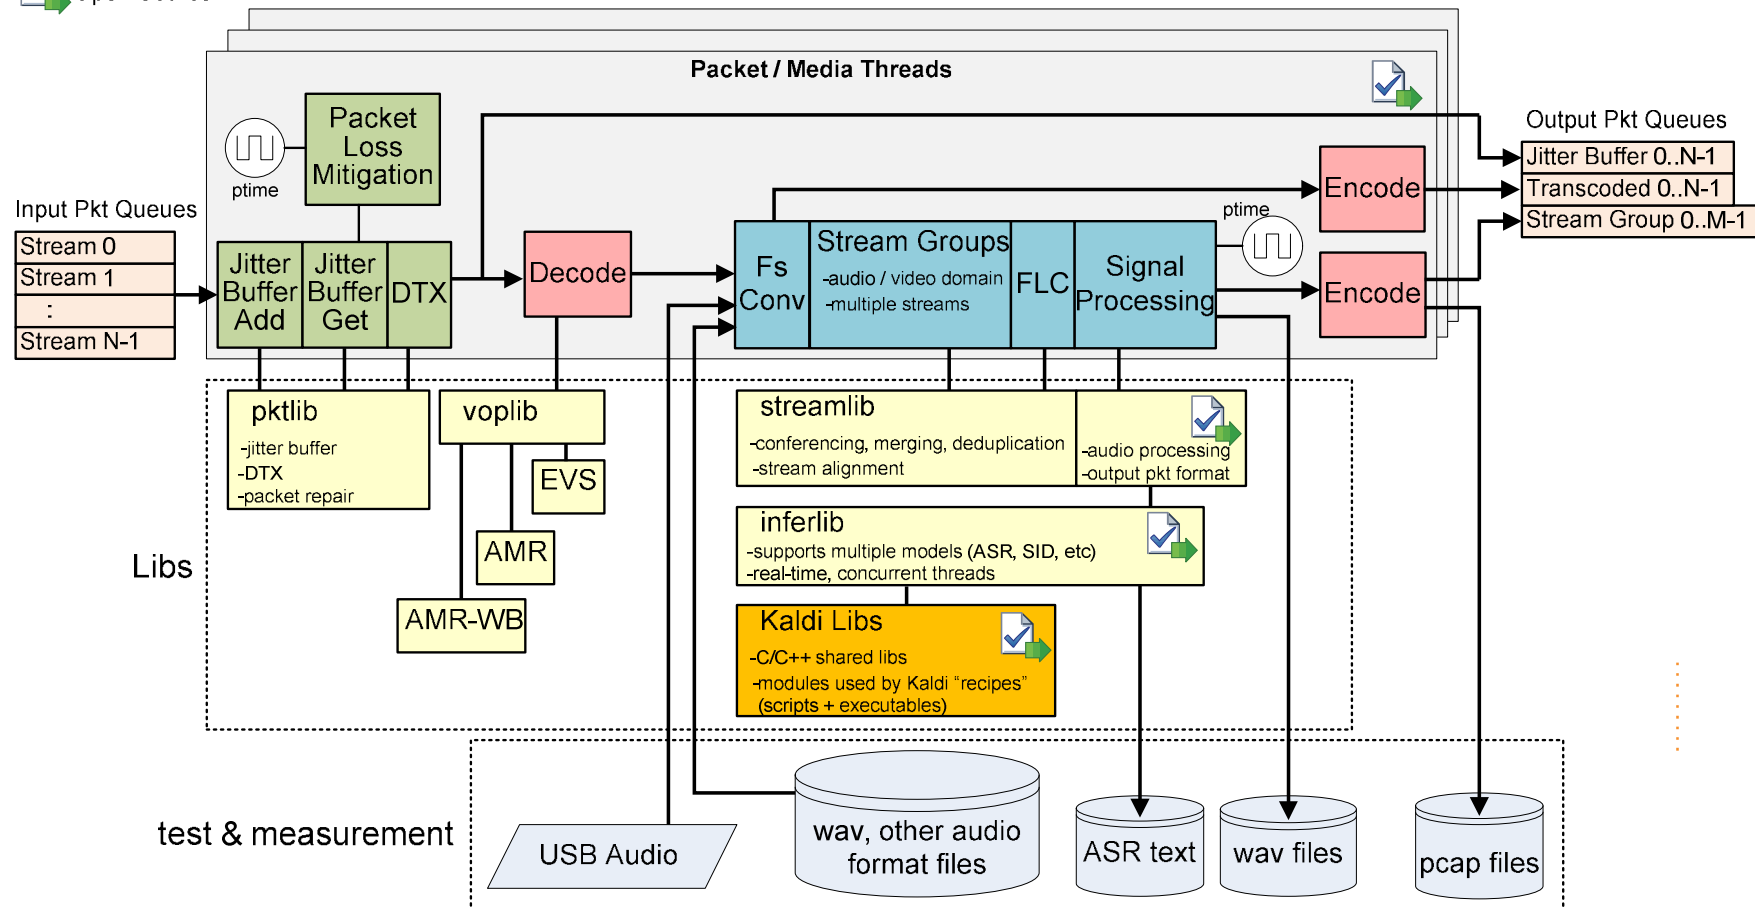 Packet / Media Threads
Packet
Loss
Mitigation
ptime
Input Pkt Queues
Stream 0
Stream 1
:
Stream N-1
Jitter
Buffer
Add
Jitter
Buffer
Get
DTX
Decode
Fs
Conv
Stream Groups
-audio / video domain
-multiple streams
FLC
Signal
Processing
ptime
Encode
Encode
Output Pkt Queues
Jitter Buffer 0..N-1
Transcoded 0..N-1
Stream Group 0..M-1
Libs
pktlib
-jitter buffer
-DTX
-packet repair
voplib
EVS
AMR
AMR-WB
streamlib
-conferencing, merging, deduplication
-stream alignment
-audio processing
-output pkt format
inferlib
-supports multiple models (ASR, SID, etc)
-real-time, concurrent threads
Kaldi Libs
-C/C++ shared libs
-modules used by Kaldi “recipes”
(scripts + executables)
test & measurement
USB Audio
wav, other audio
format files
ASR text
wav files
pcap files